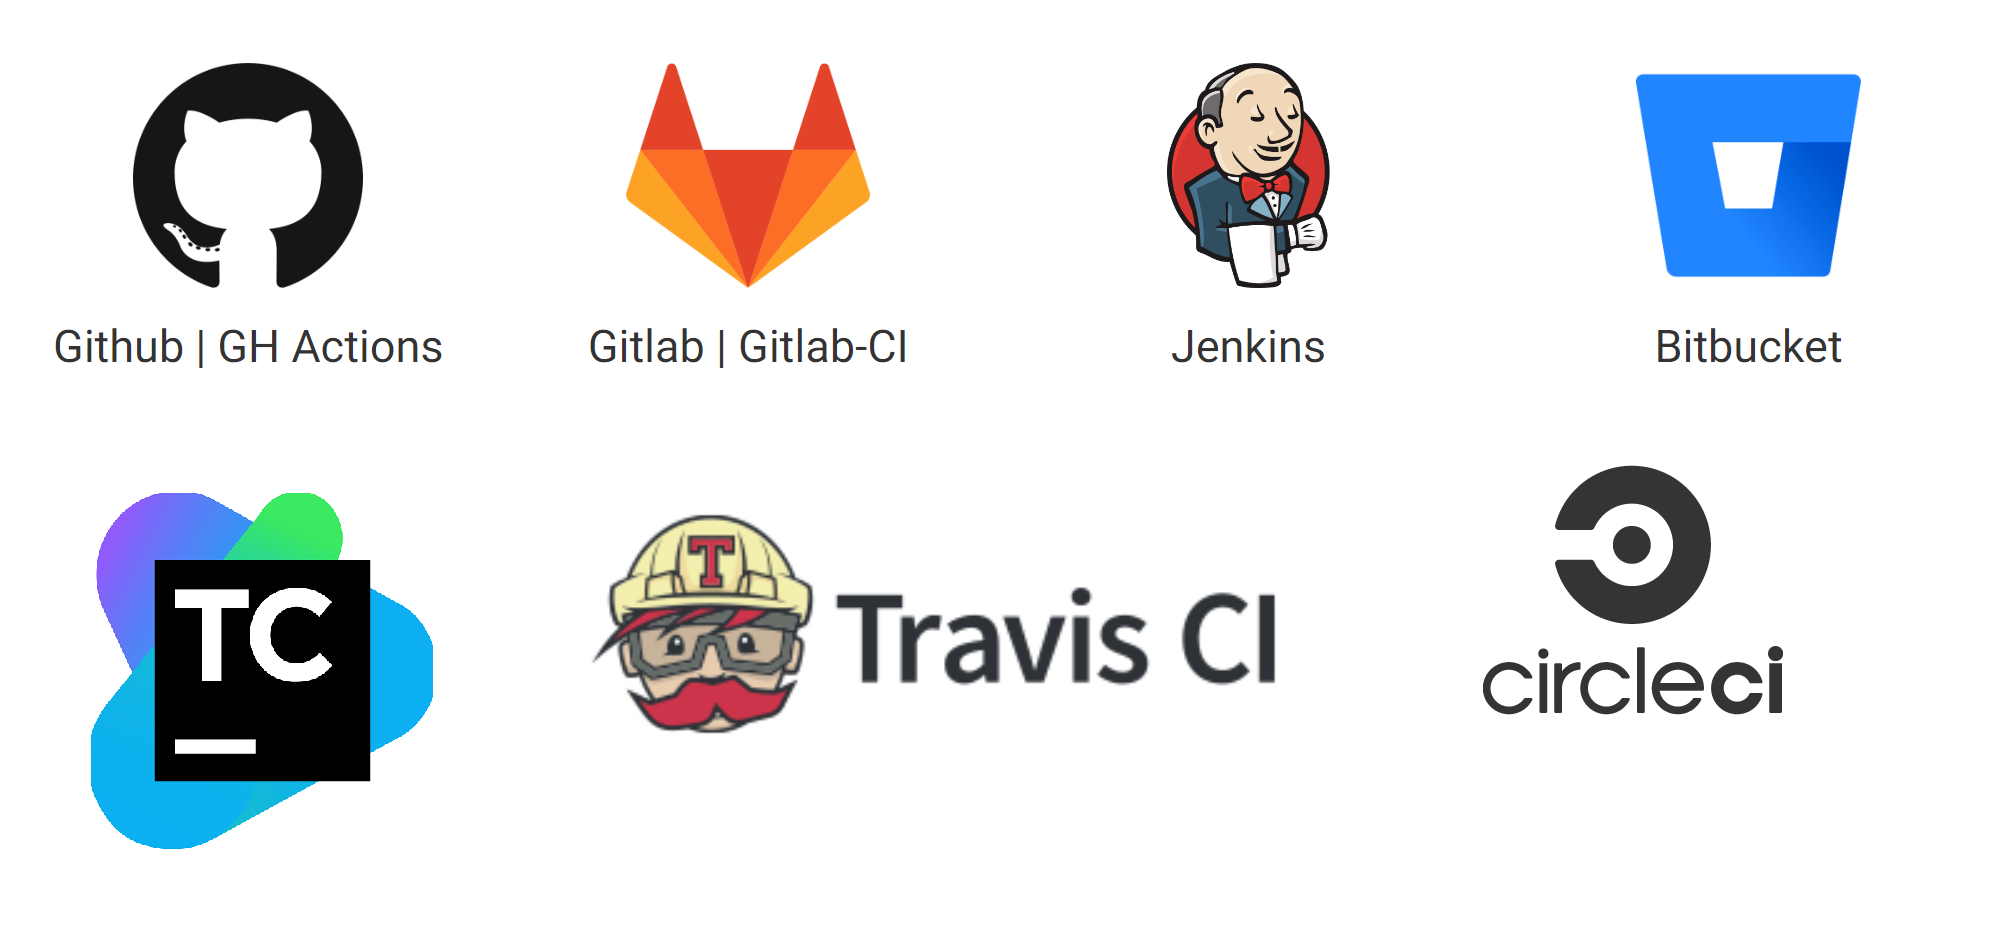 Github | GH Actions
Gitlab | Gitlab-CI
Jenkins
Bitbucket
TC
T
Travis CI
circleci